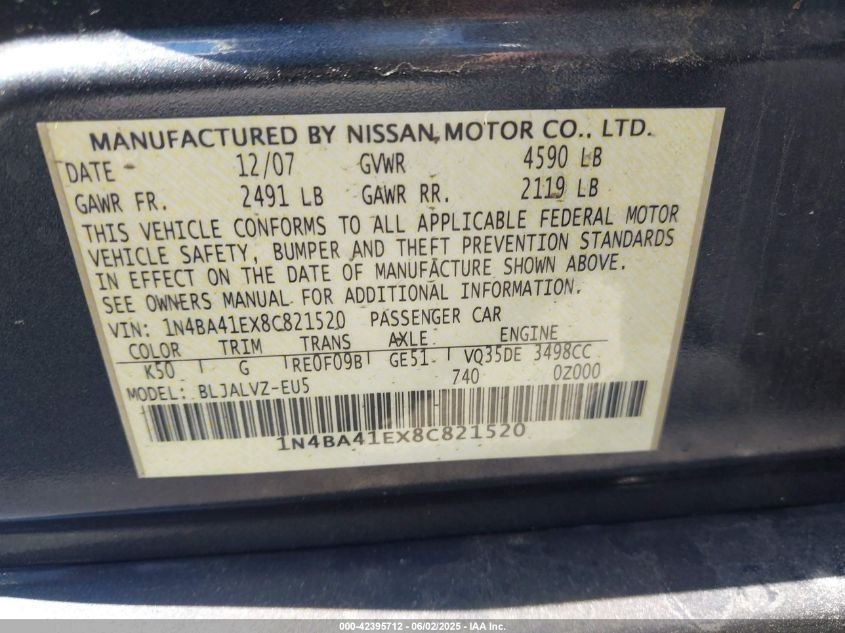 MANUFACTURED BY NISSAN MOTOR CO., LTD.
DATE - 12/07 GVWR 4590 LB
GAWR FR. 2491 LB GAWR RR. 2119 LB
THIS VEHICLE CONFORMS TO ALL APPLICABLE FEDERAL MOTOR
VEHICLE SAFETY, BUMPER AND THEFT PREVENTION STANDARDS
IN EFFECT ON THE DATE OF MANUFACTURE SHOWN ABOVE.
SEE OWNERS MANUAL FOR ADDITIONAL INFORMATION.
VIN: 1N4BA41EX8C821520 PASSENGER CAR
COLOR TRIM TRANS AXLE ENGINE
K50 G RE0F09B GE51 VQ35DE 3498CC
MODEL: BLJALVZ-EU5 740 0Z000
1N4BA41EX8C821520
000-42395712 - 06/02/2025 - IAA Inc.